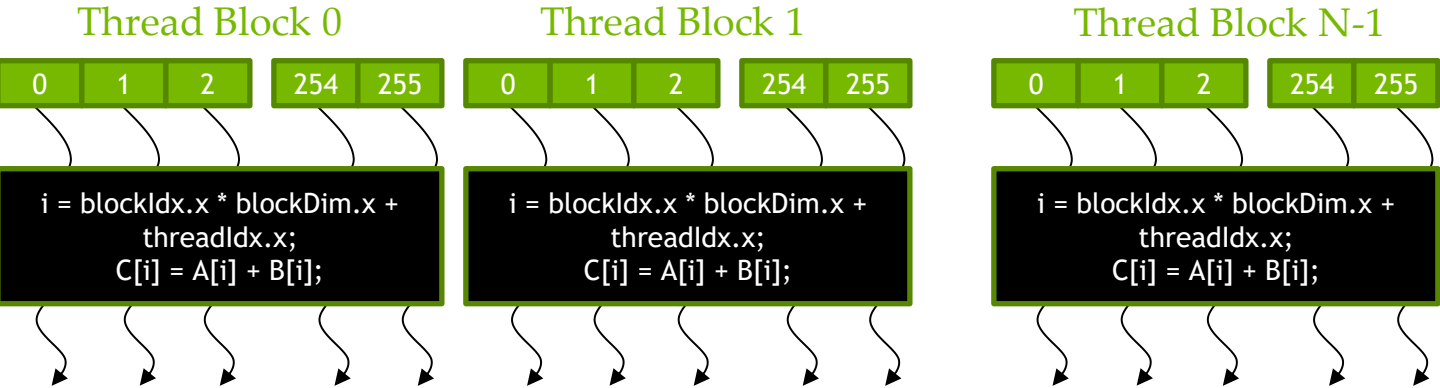 Thread Block 0
Thread Block 1
Thread Block N-1
0 1 2 254 255
0 1 2 254 255
0 1 2 254 255
i = blockIdx.x * blockDim.x +
threadIdx.x;
C[i] = A[i] + B[i];
i = blockIdx.x * blockDim.x +
threadIdx.x;
C[i] = A[i] + B[i];
i = blockIdx.x * blockDim.x +
threadIdx.x;
C[i] = A[i] + B[i];